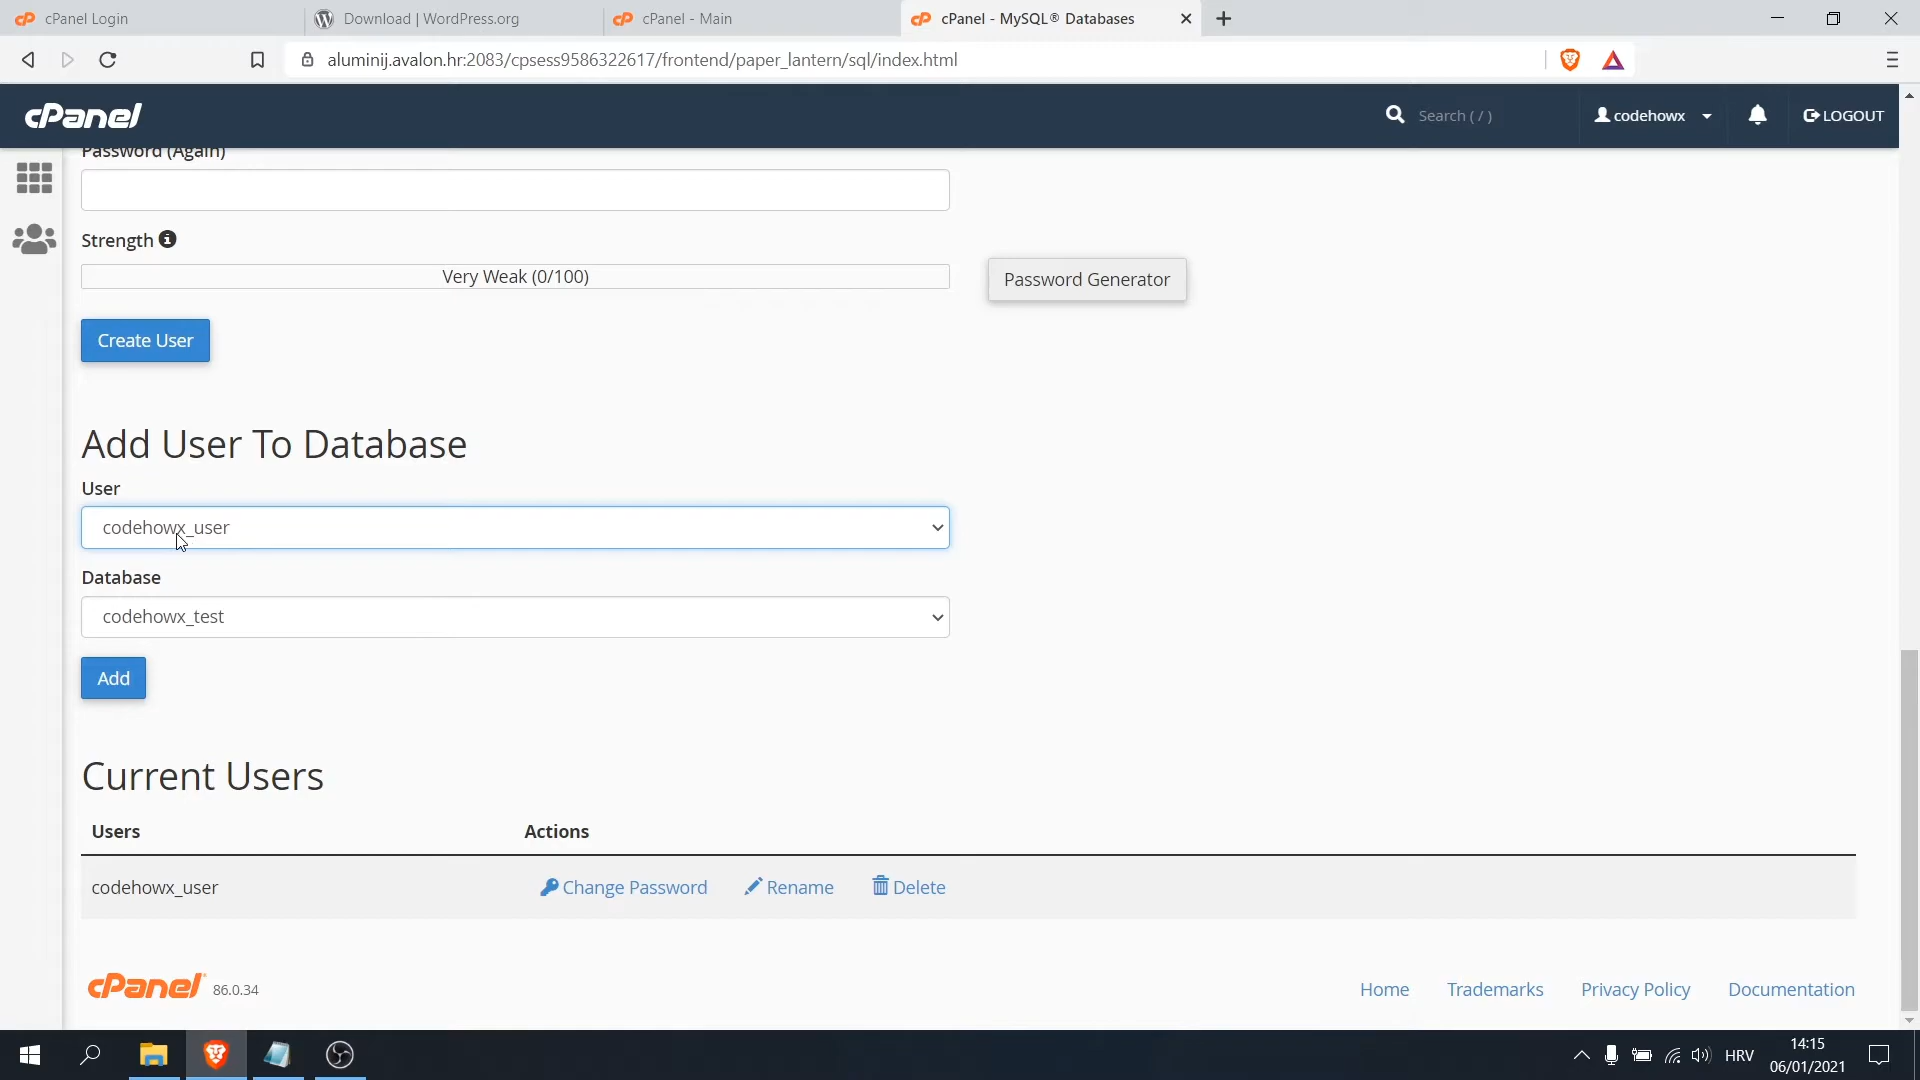 cPanel Login
Download | WordPress.org
cPanel - Main
cPanel - MySQL® Databases
aluminij.avalon.hr:2083/cpsess9586322617/frontend/paper_lantern/sql/index.html
cPanel
Search ( / )
codehowx
LOGOUT
Password (Again)
Strength
Very Weak (0/100)
Password Generator
Create User
Add User To Database
User
codehowx_user
Database
codehowx_test
Add
Current Users
Users Actions
codehowx_user Change Password Rename Delete
cPanel 86.0.34
Home Trademarks Privacy Policy Documentation
HRV
14:15
06/01/2021